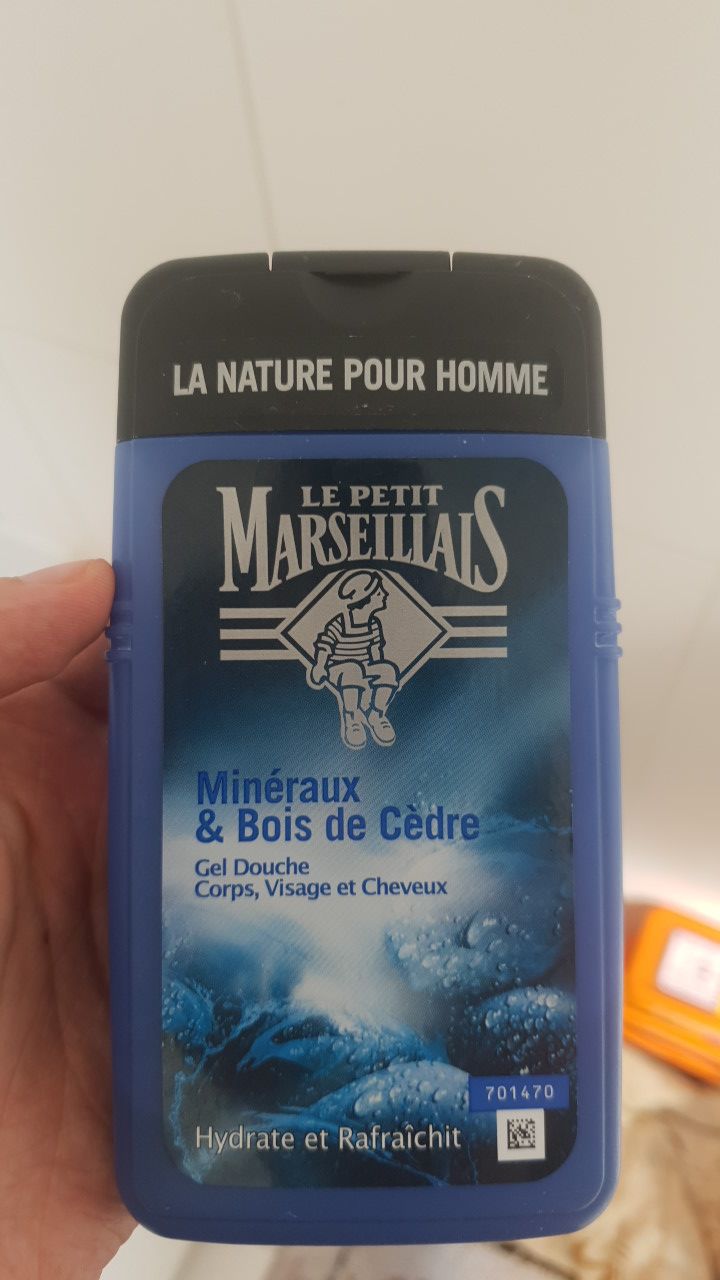 LA NATURE POUR HOMME
LE PETIT
MARSEILLAIS
Minéraux
& Bois de Cèdre
Gel Douche
Corps, Visage et Cheveux
701470
Hydrate et Rafraîchit